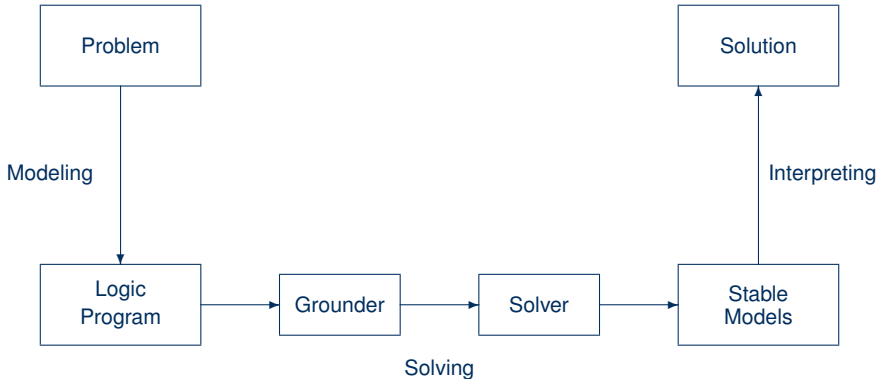 Problem
Solution
Modeling
Interpreting
Logic
Program
Grounder
Solver
Stable
Models
Solving